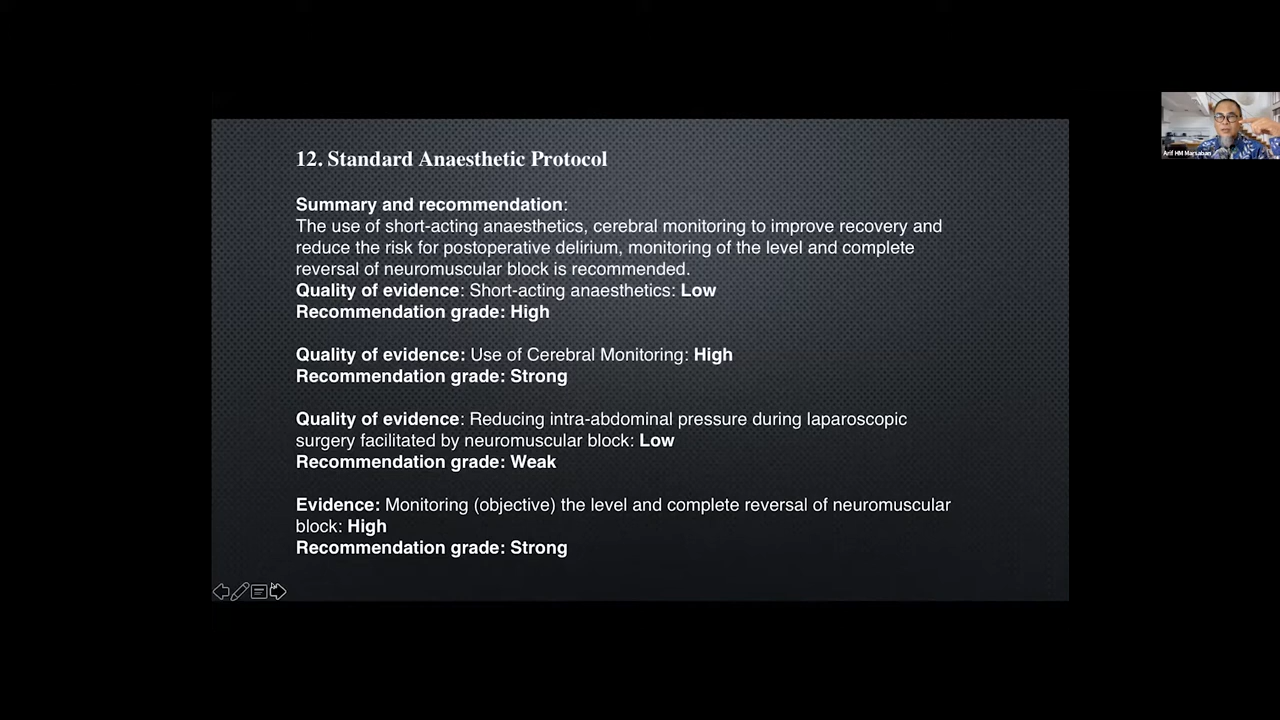 12. Standard Anaesthetic Protocol
Summary and recommendation:
The use of short-acting anaesthetics, cerebral monitoring to improve recovery and
reduce the risk for postoperative delirium, monitoring of the level and complete
reversal of neuromuscular block is recommended.
Quality of evidence: Short-acting anaesthetics: Low
Recommendation grade: High
Quality of evidence: Use of Cerebral Monitoring: High
Recommendation grade: Strong
Quality of evidence: Reducing intra-abdominal pressure during laparoscopic
surgery facilitated by neuromuscular block: Low
Recommendation grade: Weak
Evidence: Monitoring (objective) the level and complete reversal of neuromuscular
block: High
Recommendation grade: Strong
Arif HM Marsaban